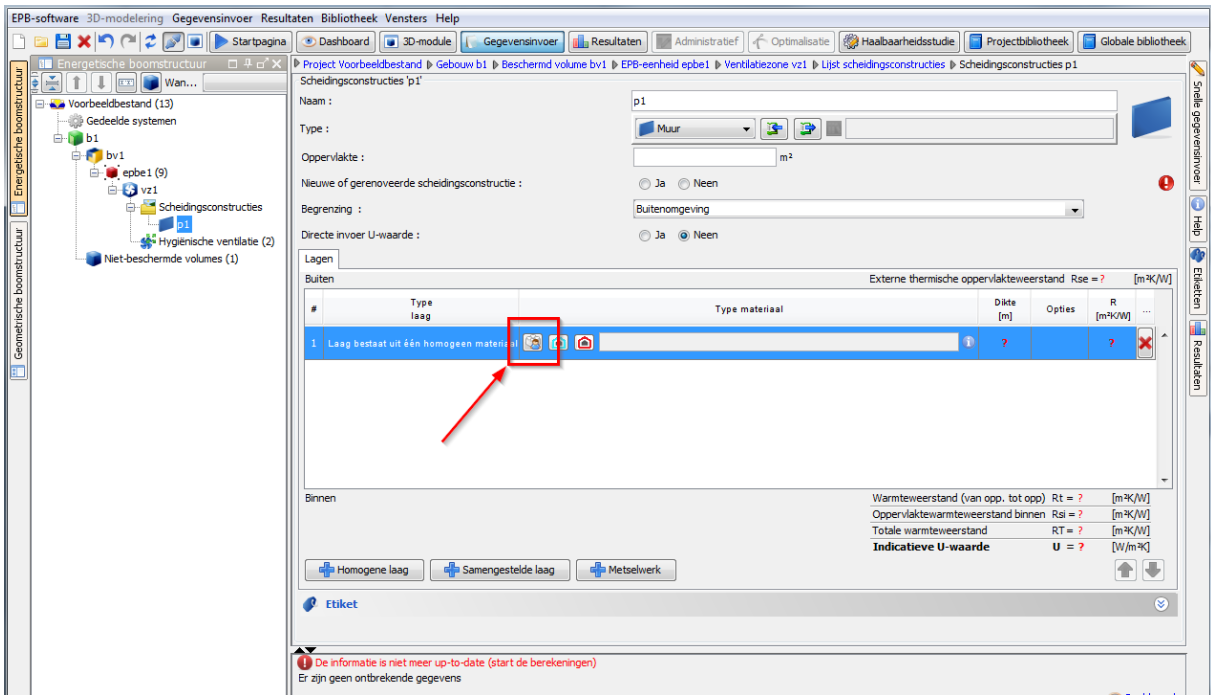 EPB-software 3D-modelering Gegevensinvoer Resultaten Bibliotheek Vensters Help
Startpagina Dashboard 3D-module Gegevensinvoer Resultaten Administratief Optimalisatie Haalbaarheidsstudie Projectbibliotheek Globale bibliotheek
Energetische boomstructuur
Geometrische boomstructuur
Energetische boomstructuur
Wan...
Voorbeeldbestand (13)
Gedeelde systemen
b1
bv1
epbe1 (9)
vz1
Scheidingsconstructies
p1
Hygiënische ventilatie (2)
Niet-beschermde volumes (1)
Project Voorbeeldbestand Gebouw b1 Beschermd volume bv1 EPB-eenheid epbe1 Ventilatiezone vz1 Lijst scheidingsconstructies Scheidingsconstructies p1
Scheidingsconstructies 'p1'
Naam : p1
Type : Muur
Oppervlakte : m²
Nieuwe of gerenoveerde scheidingsconstructie : Ja Neen
Begrenzing : Buitenomgeving
Directe invoer U-waarde : Ja Neen
Lagen
Buiten Externe thermische oppervlakteweerstand Rse = ? [m²K/W]
# Type laag Type materiaal Dikte [m] Opties R [m²K/W] ...
1 Laag bestaat uit één homogeen materiaal ? ?
Binnen Warmteweerstand (van opp. tot opp) Rt = ? [m²K/W]
Oppervlaktewarmteweerstand binnen Rsi = ? [m²K/W]
Totale warmteweerstand RT = ? [m²K/W]
Indicatieve U-waarde U = ? [W/m²K]
Homogene laag Samengestelde laag Metselwerk
Etiket
De informatie is niet meer up-to-date (start de berekeningen)
Er zijn geen ontbrekende gegevens
Snelle gegevensinvoer
Help
Etiketten
Resultaten